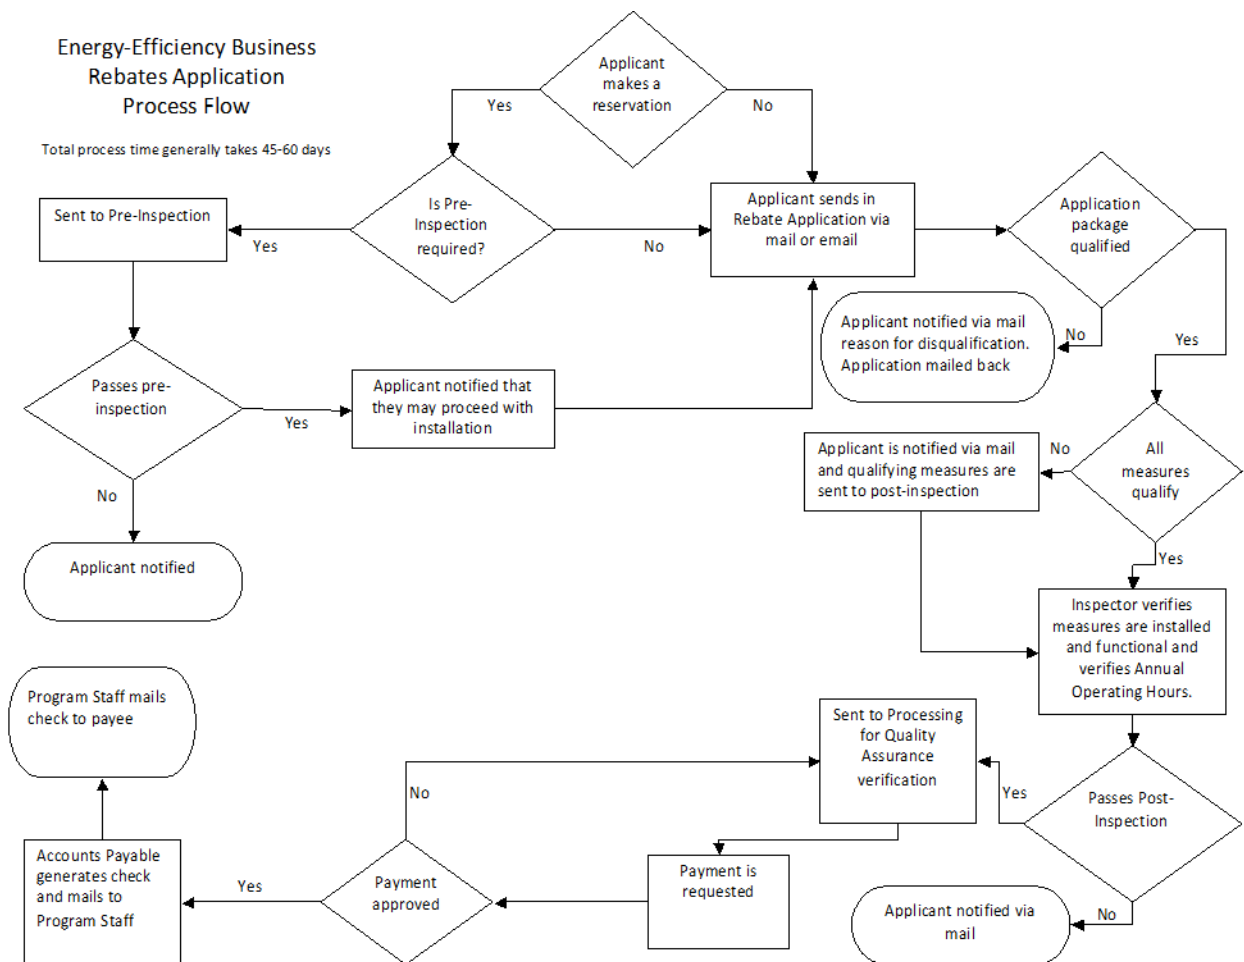 Energy-Efficiency Business
Rebates Application
Process Flow
Total process time generally takes 45-60 days
Applicant
makes a
reservation
Yes
No
Is Pre-
Inspection
required?
Yes
No
Sent to Pre-Inspection
Applicant sends in
Rebate Application via
mail or email
Application
package
qualified
No
Yes
Applicant notified via mail
reason for disqualification.
Application mailed back
Passes pre-
inspection
Yes
No
Applicant notified that
they may proceed with
installation
Applicant notified
All
measures
qualify
No
Yes
Applicant is notified via mail
and qualifying measures are
sent to post-inspection
Inspector verifies
measures are installed
and functional and
verifies Annual
Operating Hours.
Passes Post-
Inspection
Yes
No
Applicant notified via
mail
Sent to Processing
for Quality
Assurance
verification
Payment is
requested
Payment
approved
No
Yes
Accounts Payable
generates check
and mails to
Program Staff
Program Staff mails
check to payee